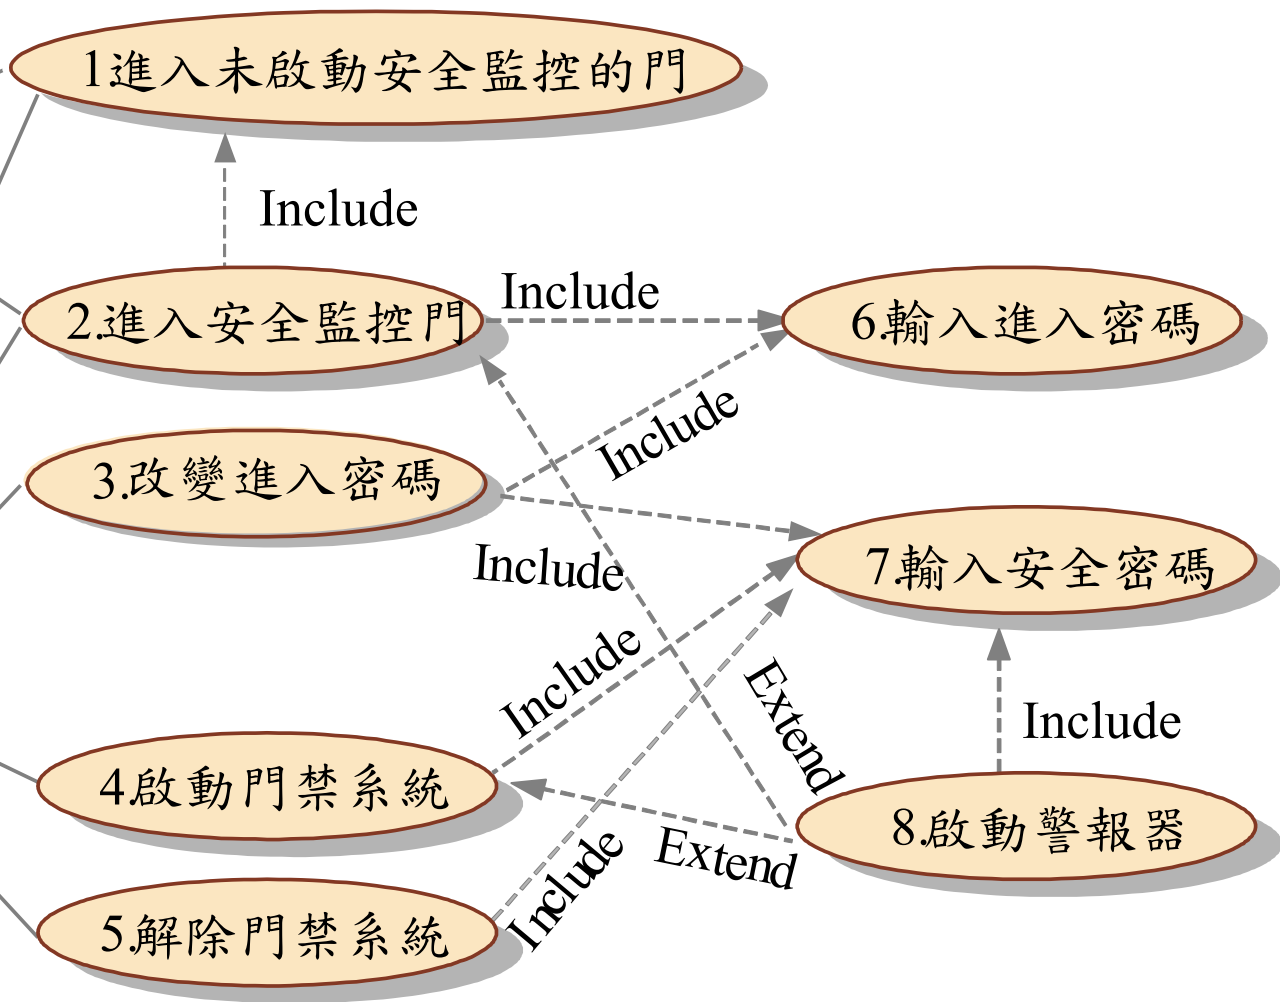 1進入未啟動安全監控的門
Include
2.進入安全監控門
Include
6.輸入進入密碼
Include
3.改變進入密碼
Include
7.輸入安全密碼
Include
Extend
Include
4.啟動門禁系統
Extend
8.啟動警報器
Include
5.解除門禁系統